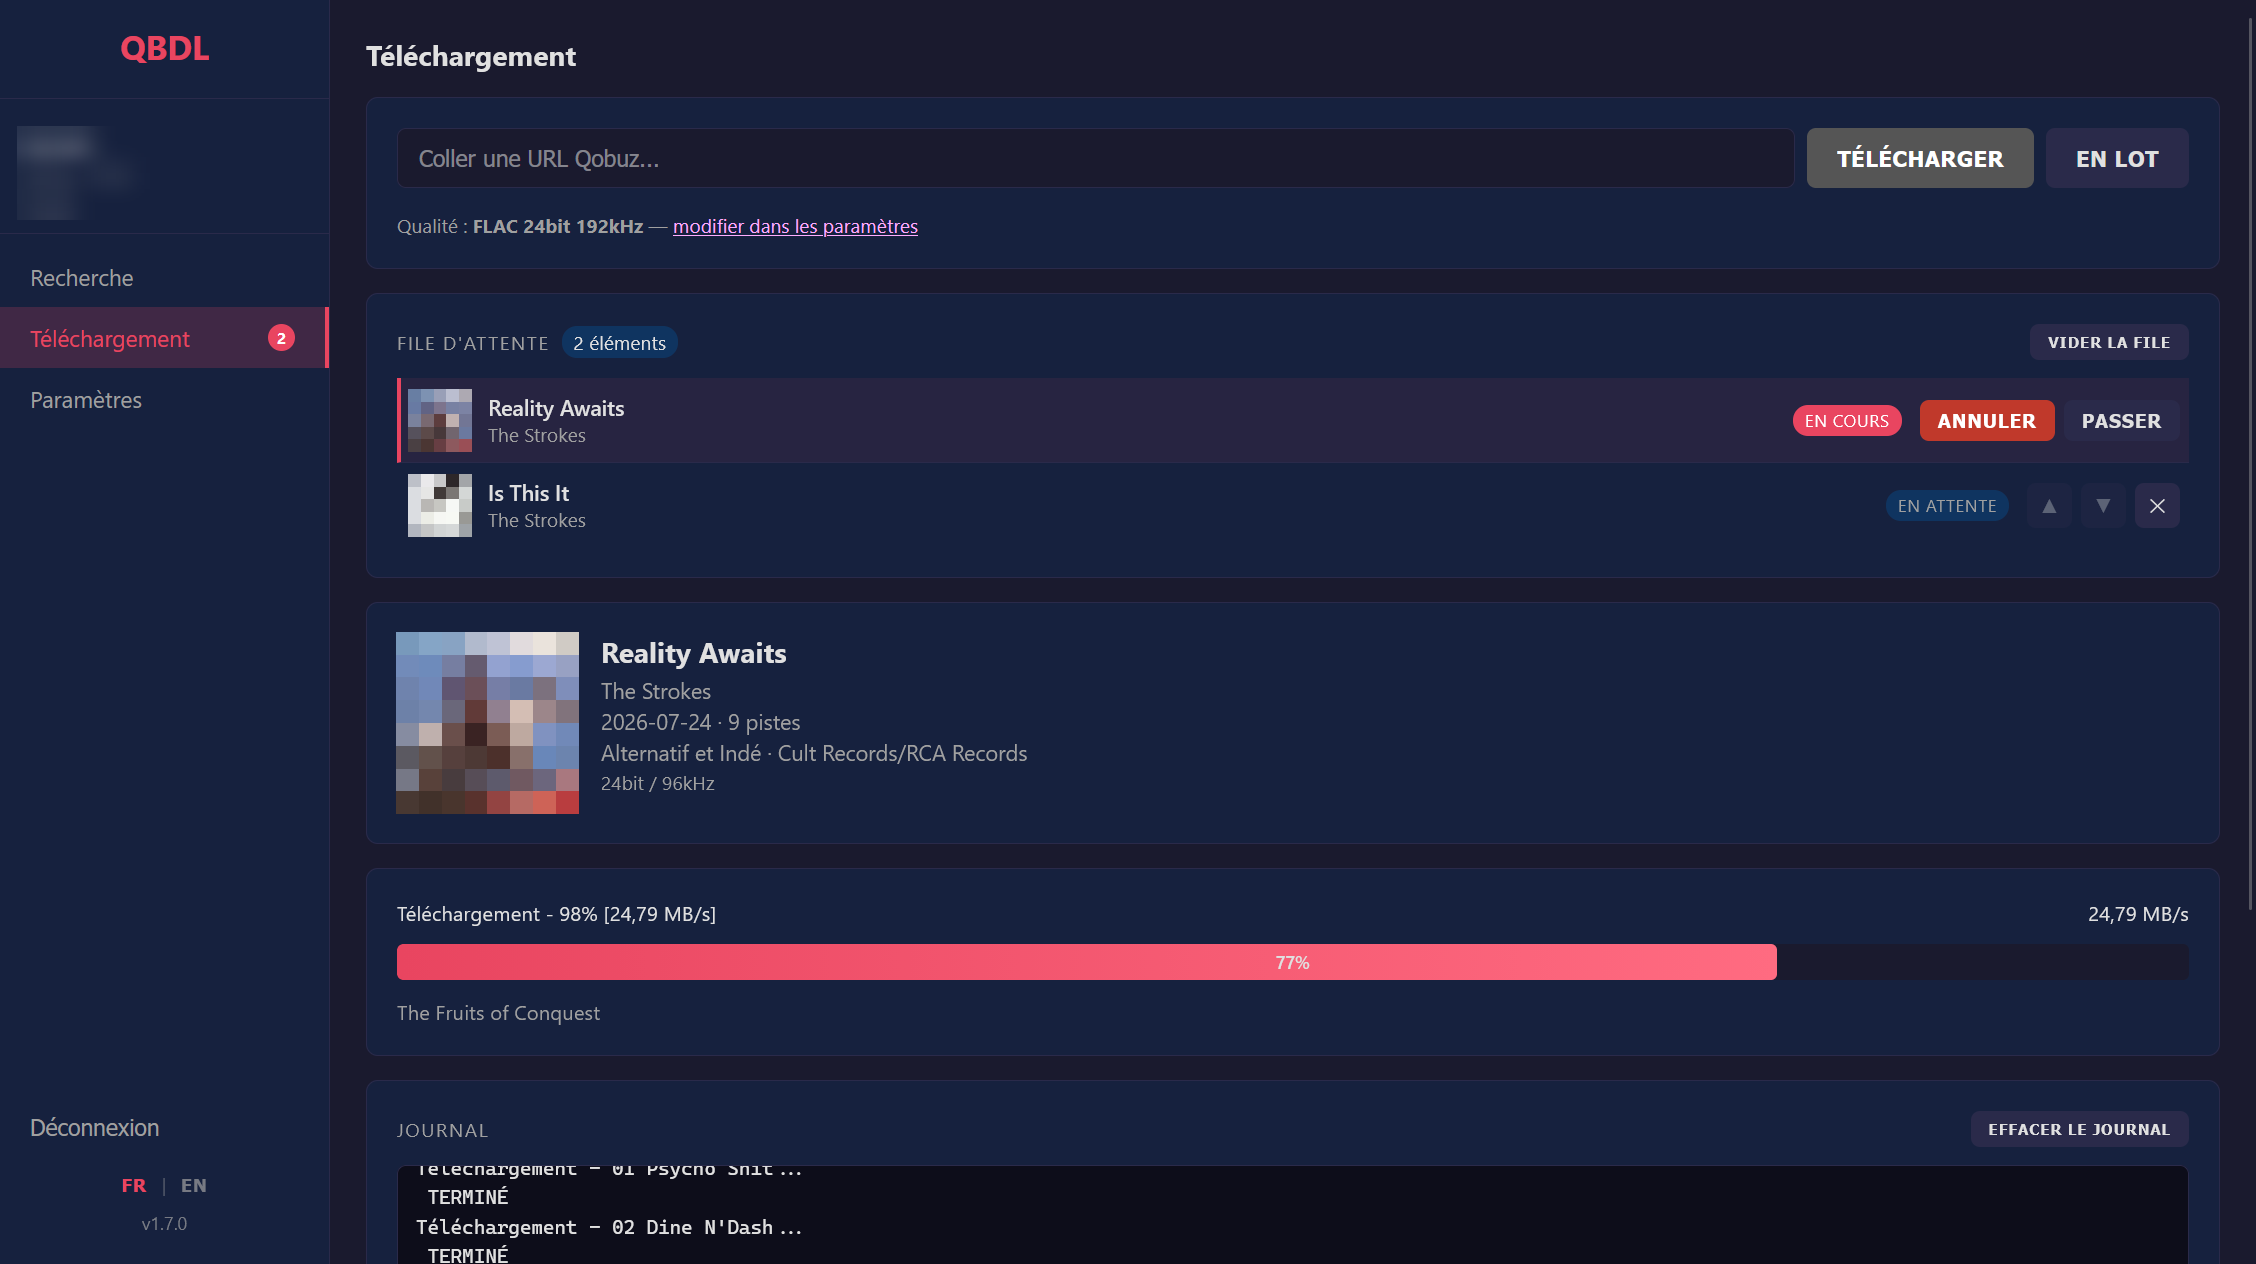 QBDL
Recherche
Téléchargement 2
Paramètres
Déconnexion
FR | EN
v1.7.0
Téléchargement
Coller une URL Qobuz...
TÉLÉCHARGER
EN LOT
Qualité : FLAC 24bit 192kHz — modifier dans les paramètres
FILE D'ATTENTE 2 éléments
VIDER LA FILE
Reality Awaits
The Strokes
EN COURS
ANNULER
PASSER
Is This It
The Strokes
EN ATTENTE
Reality Awaits
The Strokes
2026-07-24 · 9 pistes
Alternatif et Indé · Cult Records/RCA Records
24bit / 96kHz
Téléchargement - 98% [24,79 MB/s]
24,79 MB/s
77%
The Fruits of Conquest
JOURNAL
EFFACER LE JOURNAL
Téléchargement - 01 Psycho Shit...
TERMINÉ
Téléchargement - 02 Dine N'Dash...
TERMINÉ